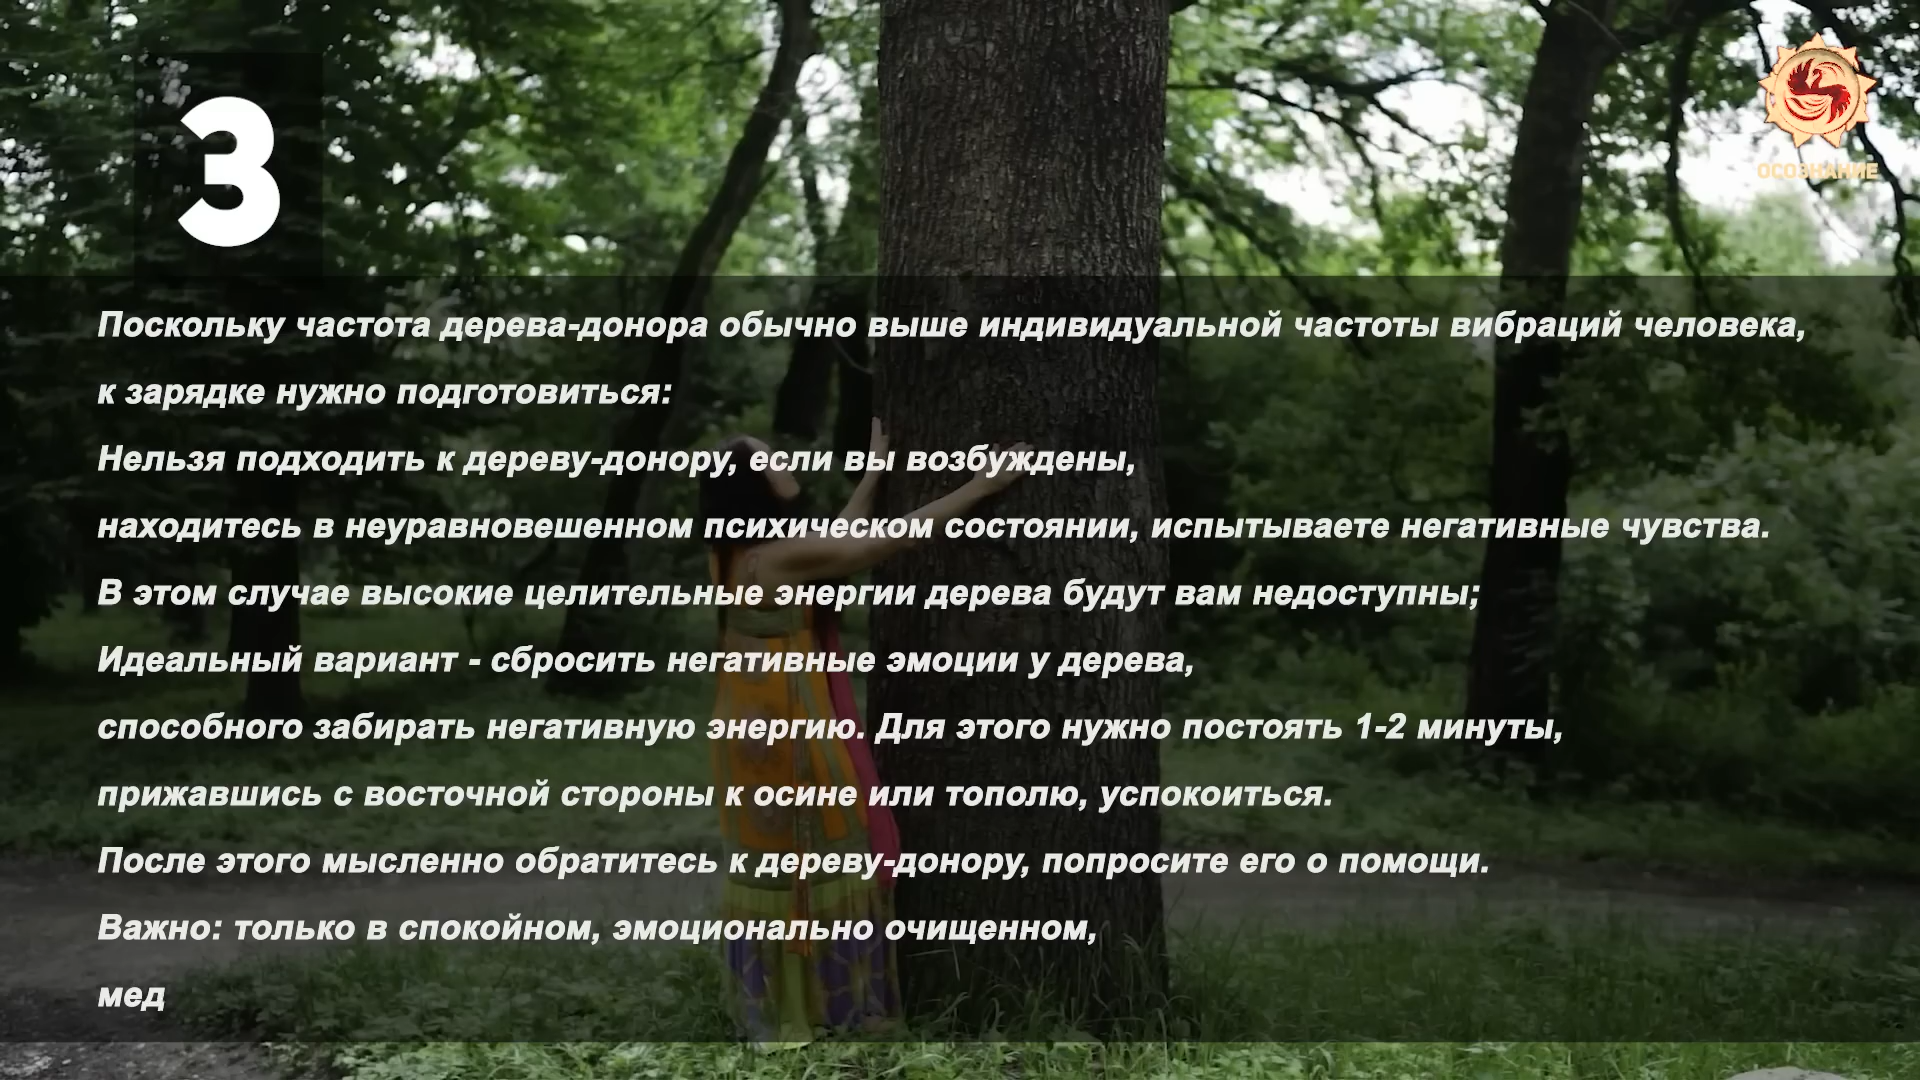 3
ОСОЗНАНИЕ
Поскольку частота дерева-донора обычно выше индивидуальной частоты вибраций человека,
к зарядке нужно подготовиться:
Нельзя подходить к дереву-донору, если вы возбуждены,
находитесь в неуравновешенном психическом состоянии, испытываете негативные чувства.
В этом случае высокие целительные энергии дерева будут вам недоступны;
Идеальный вариант - сбросить негативные эмоции у дерева,
способного забирать негативную энергию. Для этого нужно постоять 1-2 минуты,
прижавшись с восточной стороны к осине или тополю, успокоиться.
После этого мысленно обратитесь к дереву-донору, попросите его о помощи.
Важно: только в спокойном, эмоционально очищенном,
мед